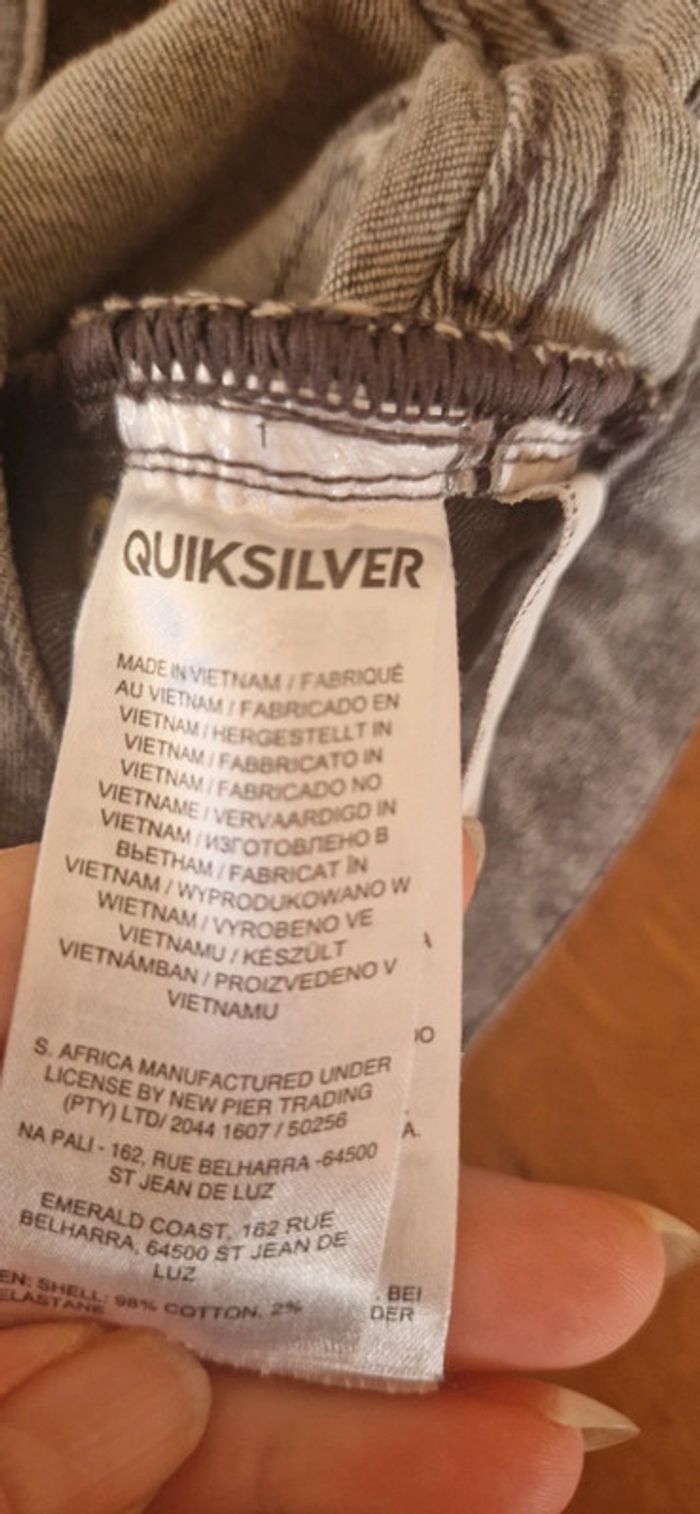 QUIKSILVER
MADE IN VIETNAM / FABRIQUÉ
AU VIETNAM / FABRICADO EN
VIETNAM / HERGESTELLT IN
VIETNAM / FABBRICATO IN
VIETNAM / FABRICADO NO
VIETNAME / VERVAARDIGD IN
VIETNAM / ИЗГОТОВЛЕНО В
ВЬЕТНАМ / FABRICAT ÎN
VIETNAM / WYPRODUKOWANO W
WIETNAM / VYROBENO VE
VIETNAMU / KÉSZÜLT
VIETNÁMBAN / PROIZVEDENO V
VIETNAMU
S. AFRICA MANUFACTURED UNDER
LICENSE BY NEW PIER TRADING
(PTY) LTD/ 2044 1607 / 50256
NA PALI - 162, RUE BELHARRA -64500
ST JEAN DE LUZ
EMERALD COAST, 162 RUE
BELHARRA, 64500 ST JEAN DE
LUZ
EN: SHELL: 98% COTTON. 2%
ELASTANE
. BEI
DER